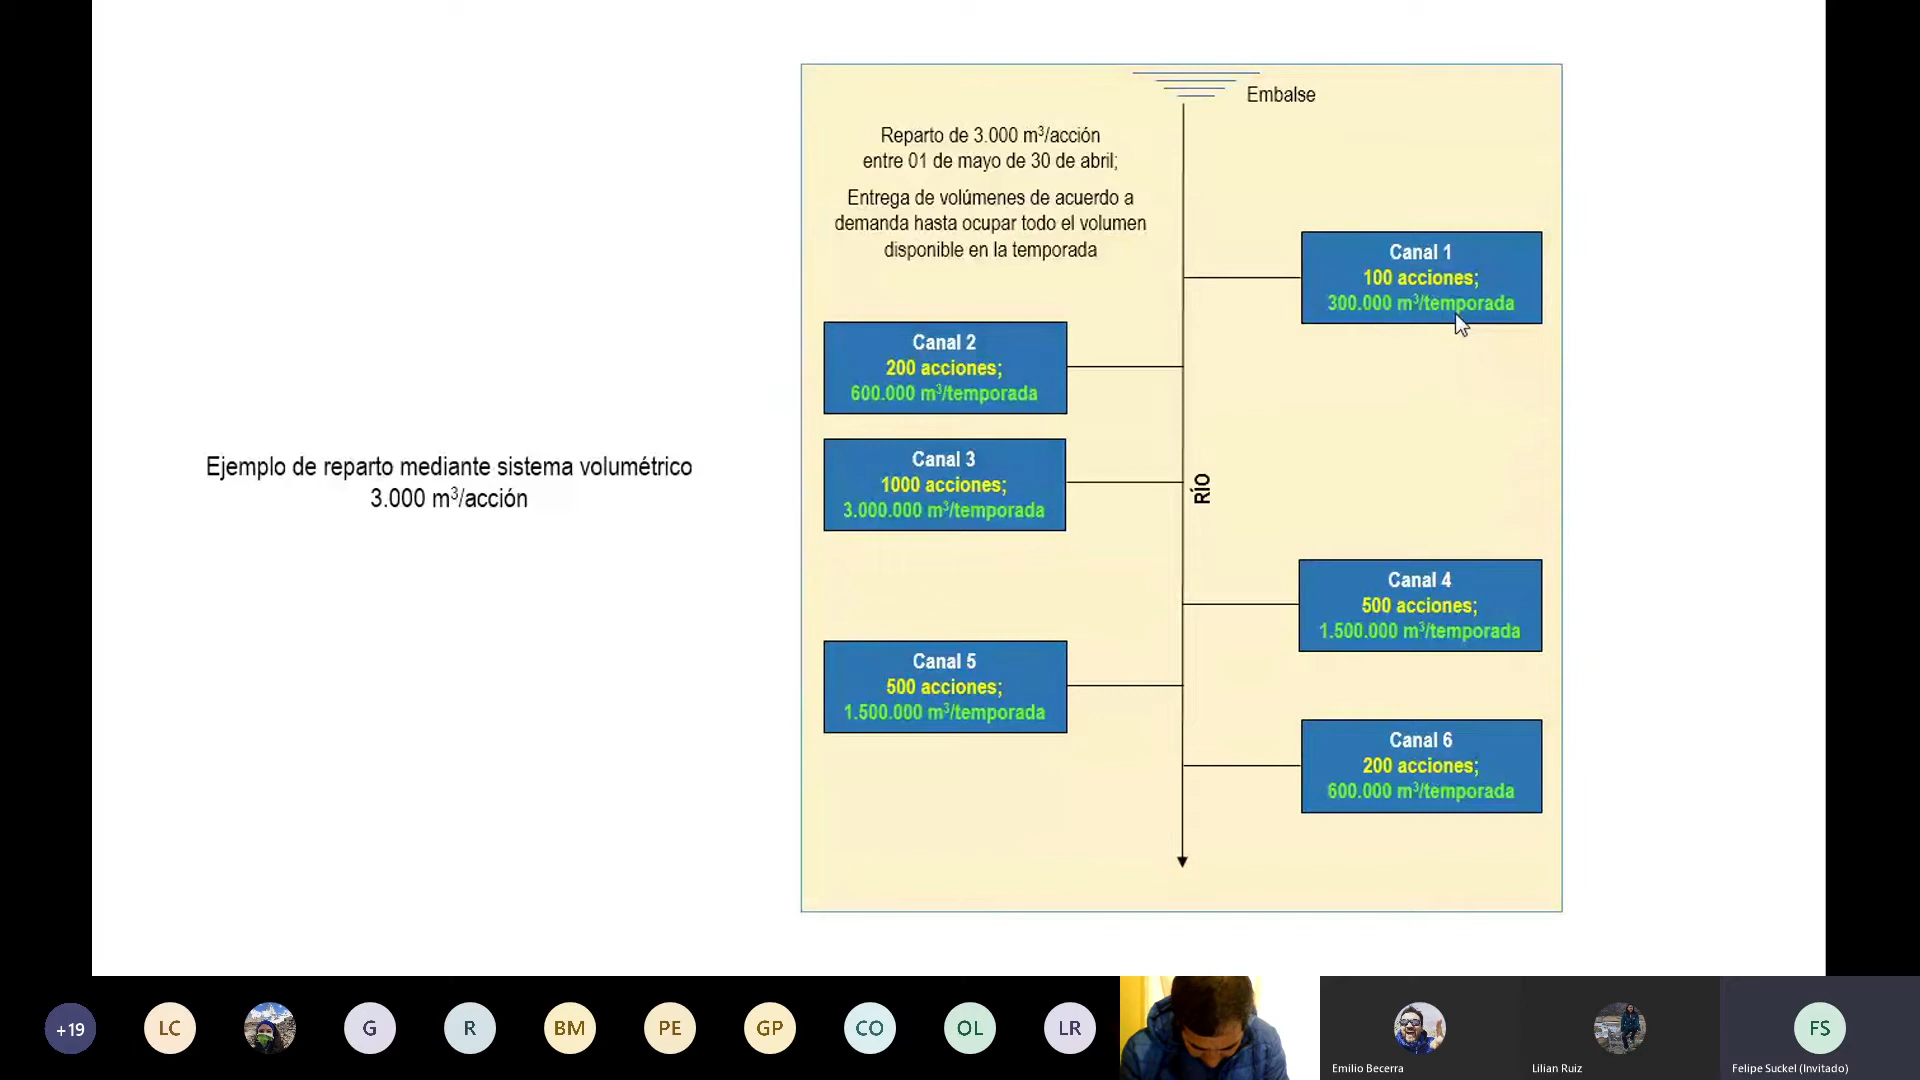 Ejemplo de reparto mediante sistema volumétrico
3.000 m³/acción
Embalse
Reparto de 3.000 m³/acción
entre 01 de mayo de 30 de abril;
Entrega de volúmenes de acuerdo a
demanda hasta ocupar todo el volumen
disponible en la temporada
Canal 1
100 acciones;
300.000 m³/temporada
Canal 2
200 acciones;
600.000 m³/temporada
Canal 3
1000 acciones;
3.000.000 m³/temporada
RÍO
Canal 4
500 acciones;
1.500.000 m³/temporada
Canal 5
500 acciones;
1.500.000 m³/temporada
Canal 6
200 acciones;
600.000 m³/temporada
+19
LC
G
R
BM
PE
GP
CO
OL
LR
Emilio Becerra
Lilian Ruiz
FS
Felipe Suckel (Invitado)